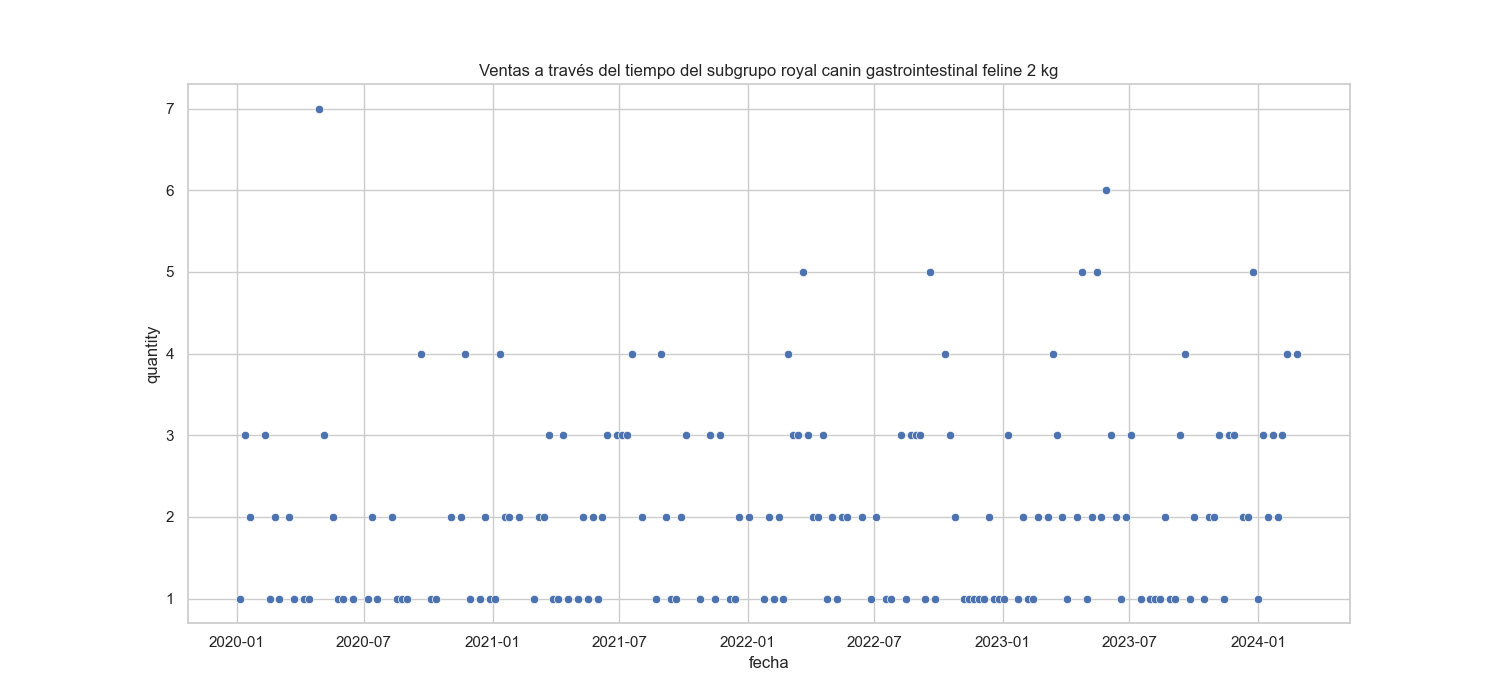 Ventas a través del tiempo del subgrupo royal canin gastrointestinal feline 2 kg
7
6
5
4
3
2
1
quantity
2020-01 2020-07 2021-01 2021-07 2022-01 2022-07 2023-01 2023-07 2024-01
fecha